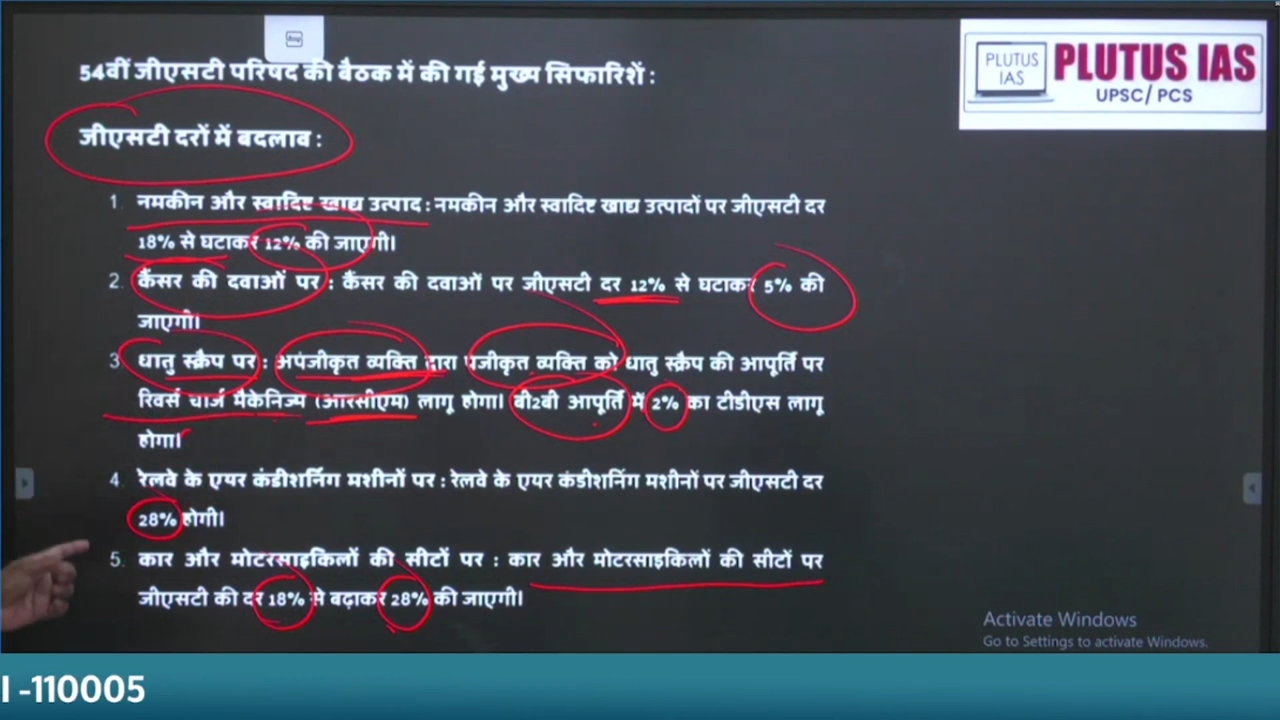 54वीं जीएसटी परिषद की बैठक में की गई मुख्य सिफारिशें :
PLUTUS IAS
PLUTUS IAS
UPSC/ PCS
जीएसटी दरों में बदलाव :
1. नमकीन और स्वादिष्ट खाद्य उत्पाद : नमकीन और स्वादिष्ट खाद्य उत्पादों पर जीएसटी दर
18% से घटाकर 12% की जाएगी।
2. कैंसर की दवाओं पर : कैंसर की दवाओं पर जीएसटी दर 12% से घटाकर 5% की
जाएगी।
3. धातु स्क्रैप पर : अपंजीकृत व्यक्ति द्वारा पंजीकृत व्यक्ति को धातु स्क्रैप की आपूर्ति पर
रिवर्स चार्ज मैकेनिज्म (आरसीएम) लागू होगा। बी2बी आपूर्ति में 2% का टीडीएस लागू
होगा।
4. रेलवे के एयर कंडीशनिंग मशीनों पर : रेलवे के एयर कंडीशनिंग मशीनों पर जीएसटी दर
28% होगी।
5. कार और मोटरसाइकिलों की सीटों पर : कार और मोटरसाइकिलों की सीटों पर
जीएसटी की दर 18% से बढ़ाकर 28% की जाएगी।
Activate Windows
Go to Settings to activate Windows.
I -110005